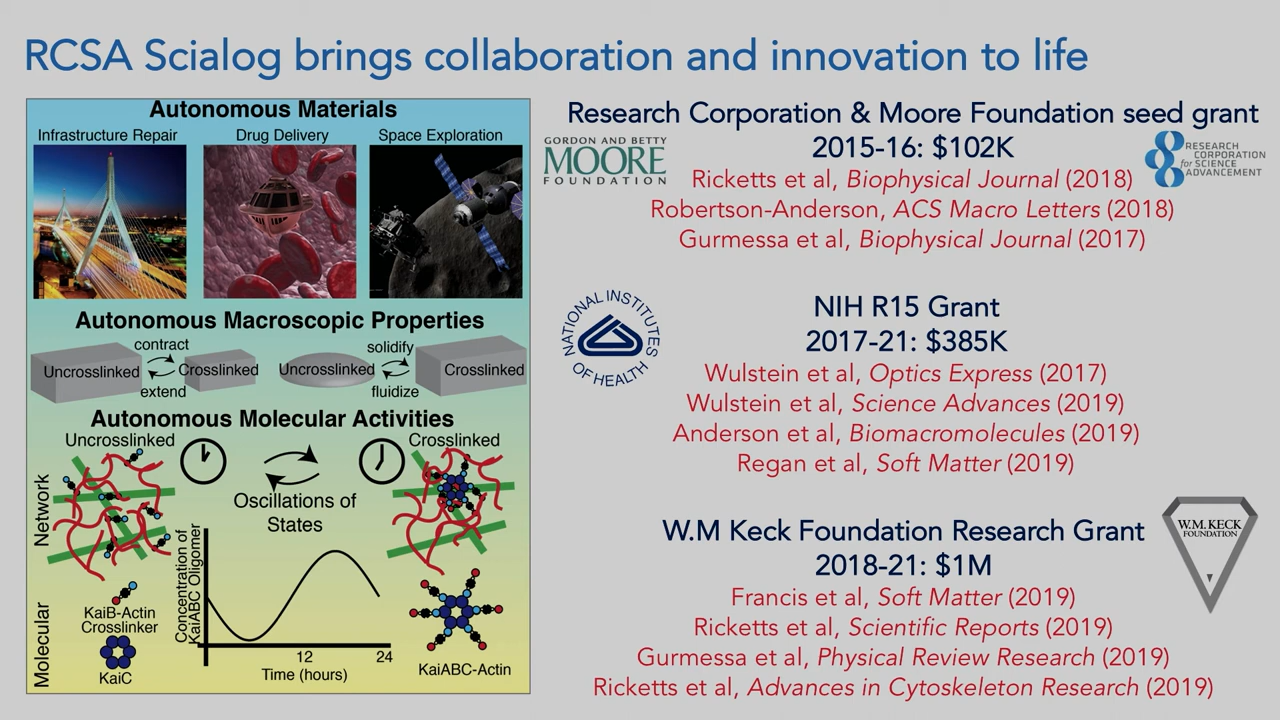 RCSA Scialog brings collaboration and innovation to life
Autonomous Materials
Infrastructure Repair
Drug Delivery
Space Exploration
Autonomous Macroscopic Properties
contract
Uncrosslinked
Crosslinked
extend
solidify
Uncrosslinked
Crosslinked
fluidize
Autonomous Molecular Activities
Uncrosslinked
Crosslinked
Oscillations of
States
Network
Molecular
KaiB-Actin
Crosslinker
KaiC
Concentration of
KaiABC Oligomer
12
24
Time (hours)
KaiABC-Actin
Research Corporation & Moore Foundation seed grant
2015-16: $102K
GORDON AND BETTY
MOORE
FOUNDATION
RESEARCH
CORPORATION
for SCIENCE
ADVANCEMENT
Ricketts et al, Biophysical Journal (2018)
Robertson-Anderson, ACS Macro Letters (2018)
Gurmessa et al, Biophysical Journal (2017)
NATIONAL INSTITUTES
OF HEALTH
NIH R15 Grant
2017-21: $385K
Wulstein et al, Optics Express (2017)
Wulstein et al, Science Advances (2019)
Anderson et al, Biomacromolecules (2019)
Regan et al, Soft Matter (2019)
W.M Keck Foundation Research Grant
2018-21: $1M
W.M. KECK
FOUNDATION
Francis et al, Soft Matter (2019)
Ricketts et al, Scientific Reports (2019)
Gurmessa et al, Physical Review Research (2019)
Ricketts et al, Advances in Cytoskeleton Research (2019)